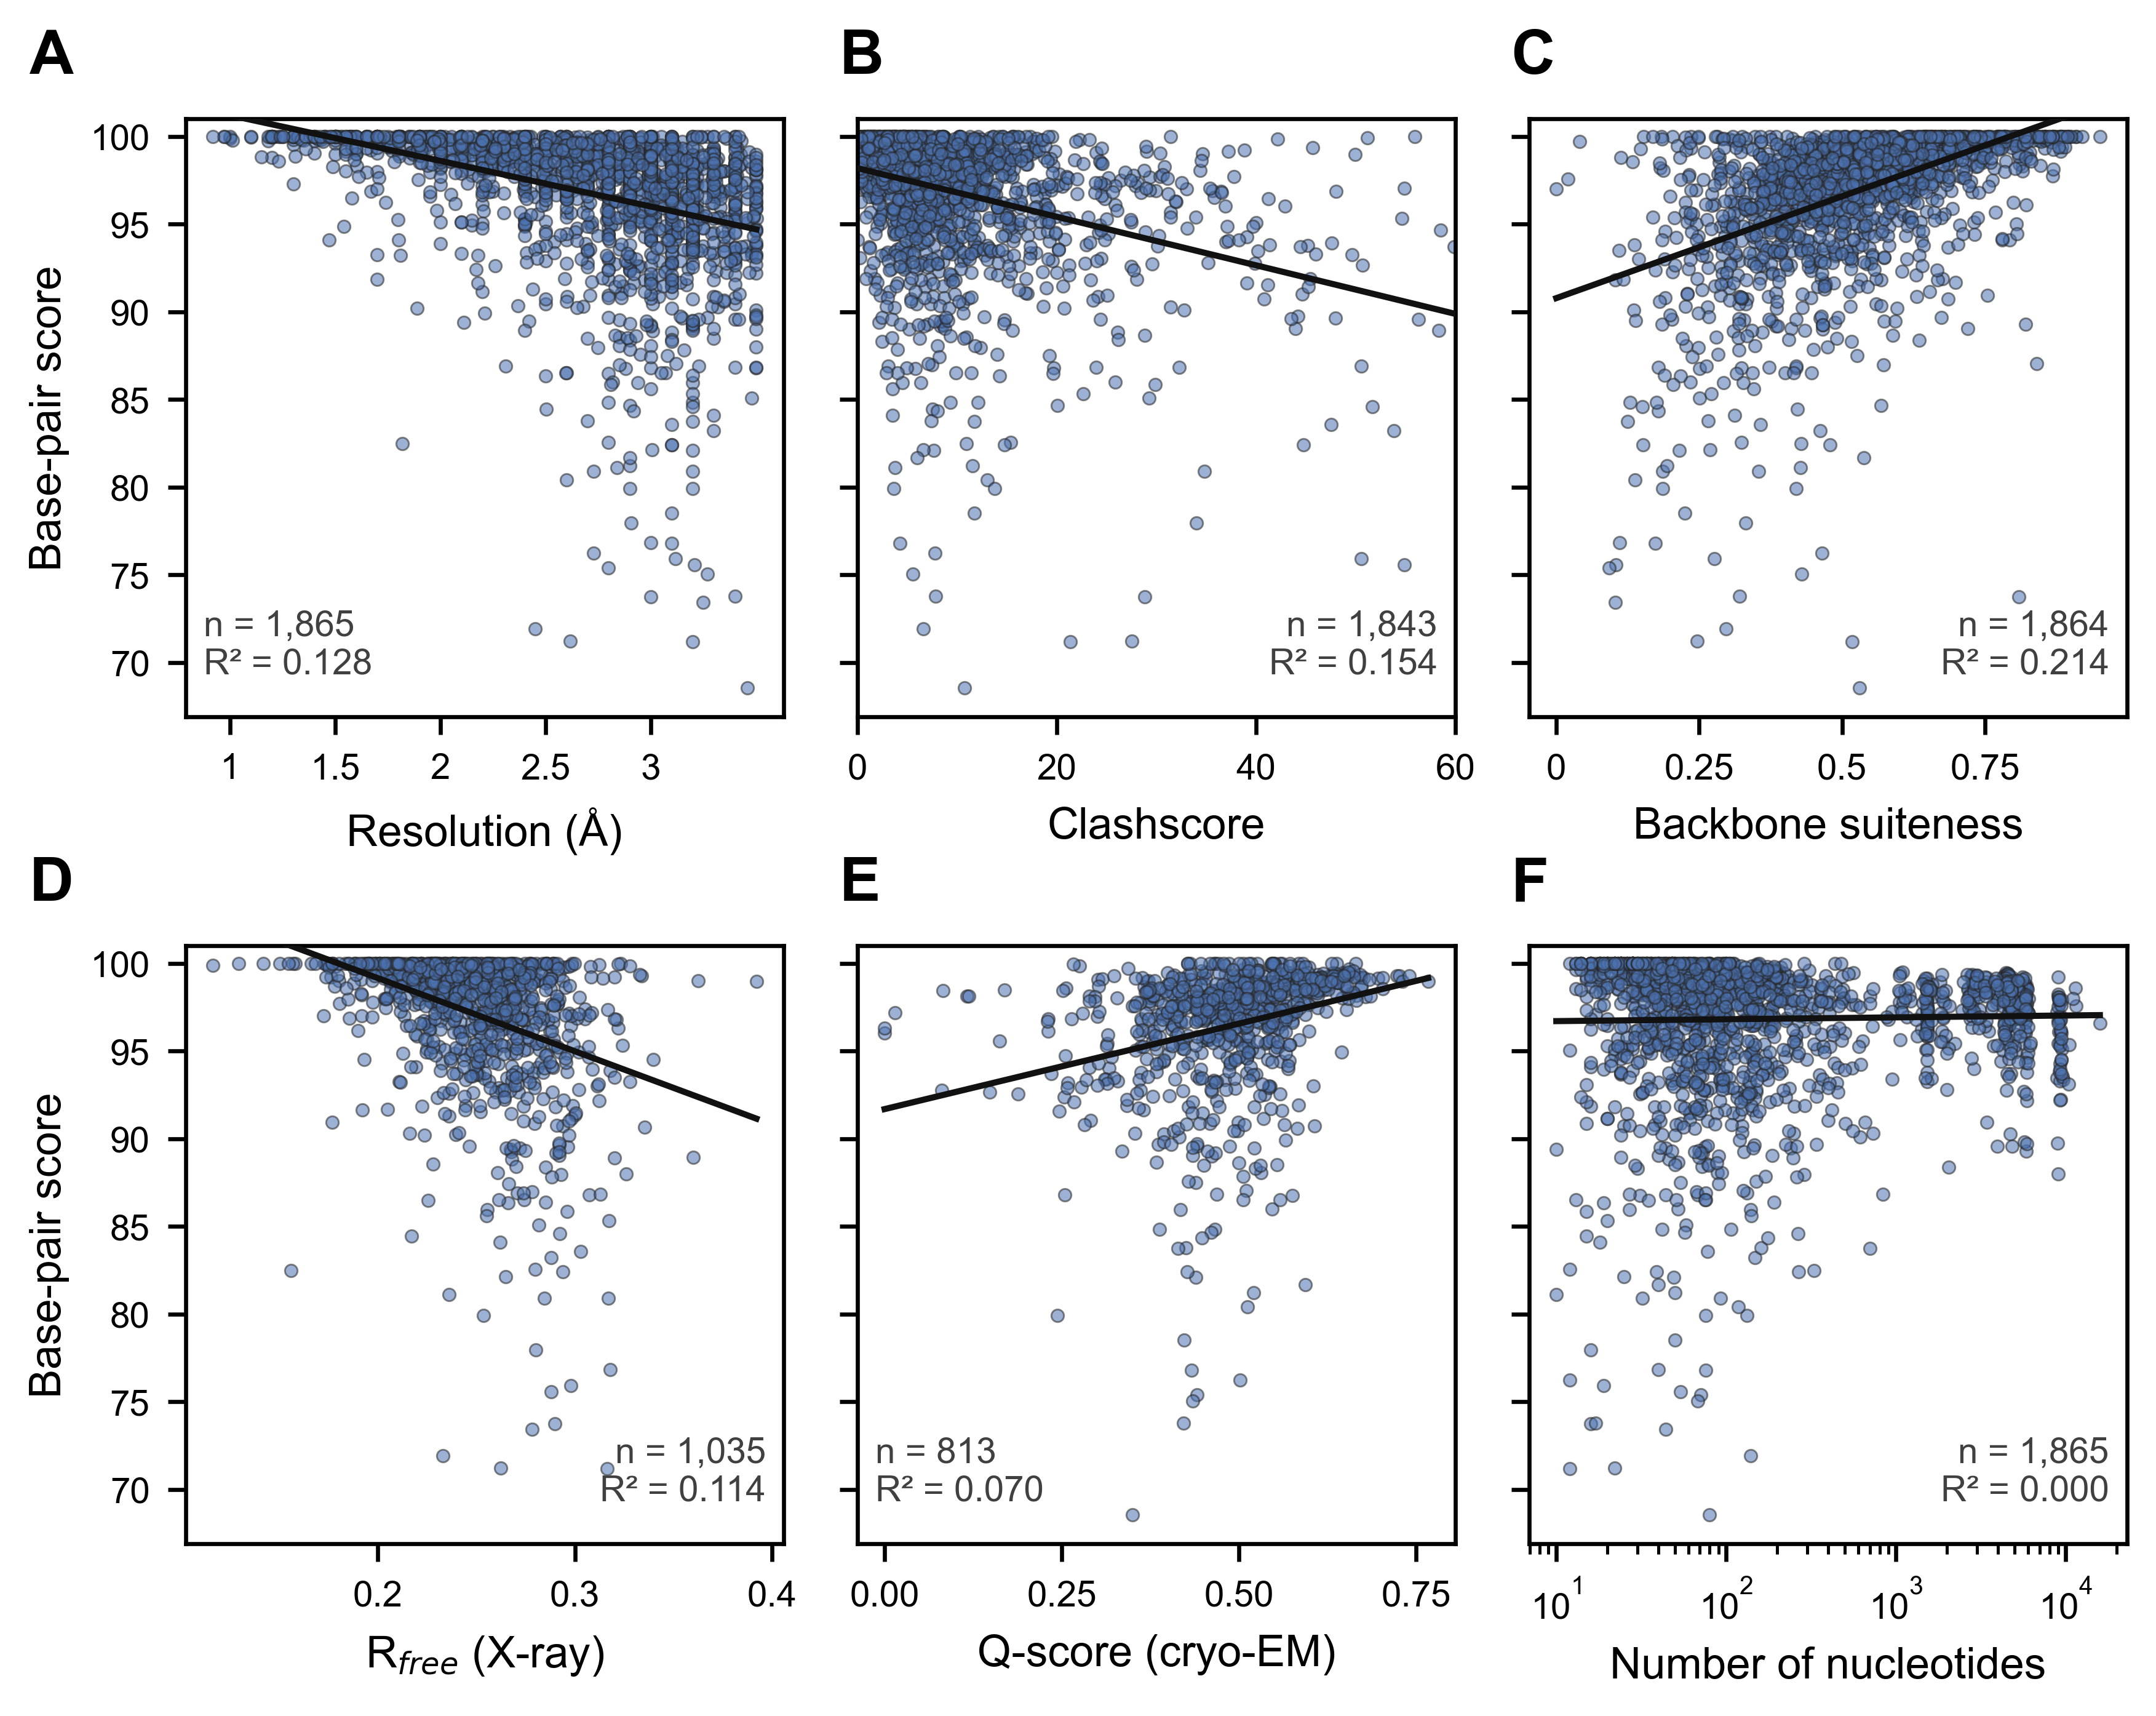 A
B
C
Base-pair score
100
95
90
85
80
75
70
n = 1,865
R² = 0.128
n = 1,843
R² = 0.154
n = 1,864
R² = 0.214
1 1.5 2 2.5 3
0 20 40 60
0 0.25 0.5 0.75
Resolution (Å)
Clashscore
Backbone suiteness
D
E
F
Base-pair score
100
95
90
85
80
75
70
n = 1,035
R² = 0.114
n = 813
R² = 0.070
n = 1,865
R² = 0.000
0.2 0.3 0.4
0.00 0.25 0.50 0.75
10¹ 10² 10³ 10⁴
R_free (X-ray)
Q-score (cryo-EM)
Number of nucleotides